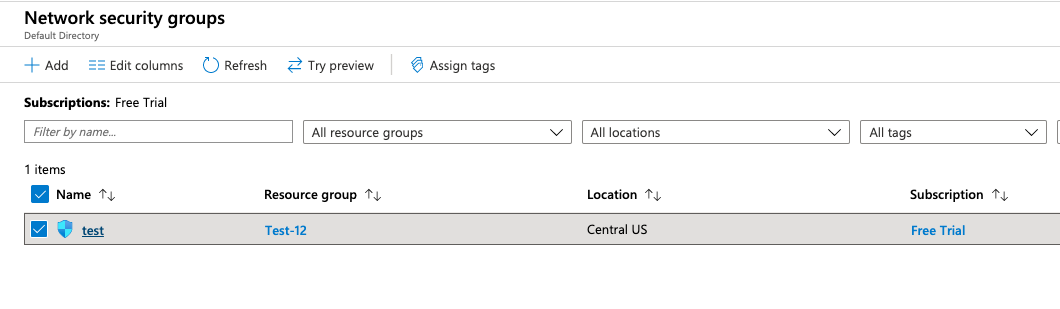 Network security groups
Default Directory
Add Edit columns Refresh Try preview Assign tags
Subscriptions: Free Trial
Filter by name... All resource groups All locations All tags
1 items
Name Resource group Location Subscription
test Test-12 Central US Free Trial